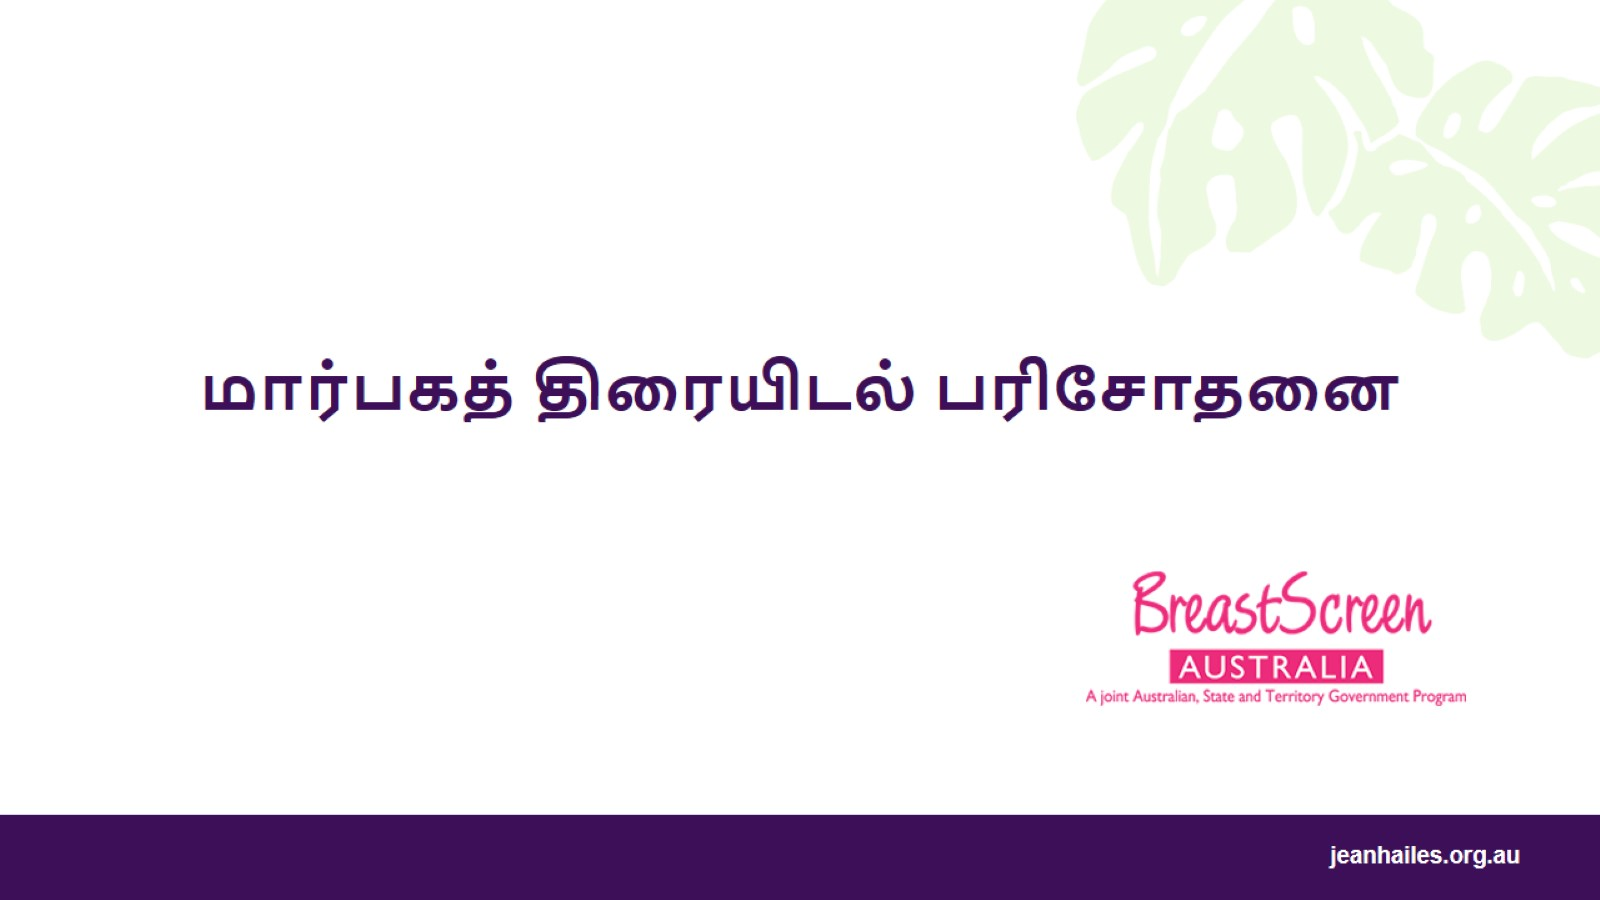 மார்பகத் திரையிடல் பரிசோதனை
BreastScreen
AUSTRALIA
A joint Australian, State and Territory Government Program
jeanhailes.org.au